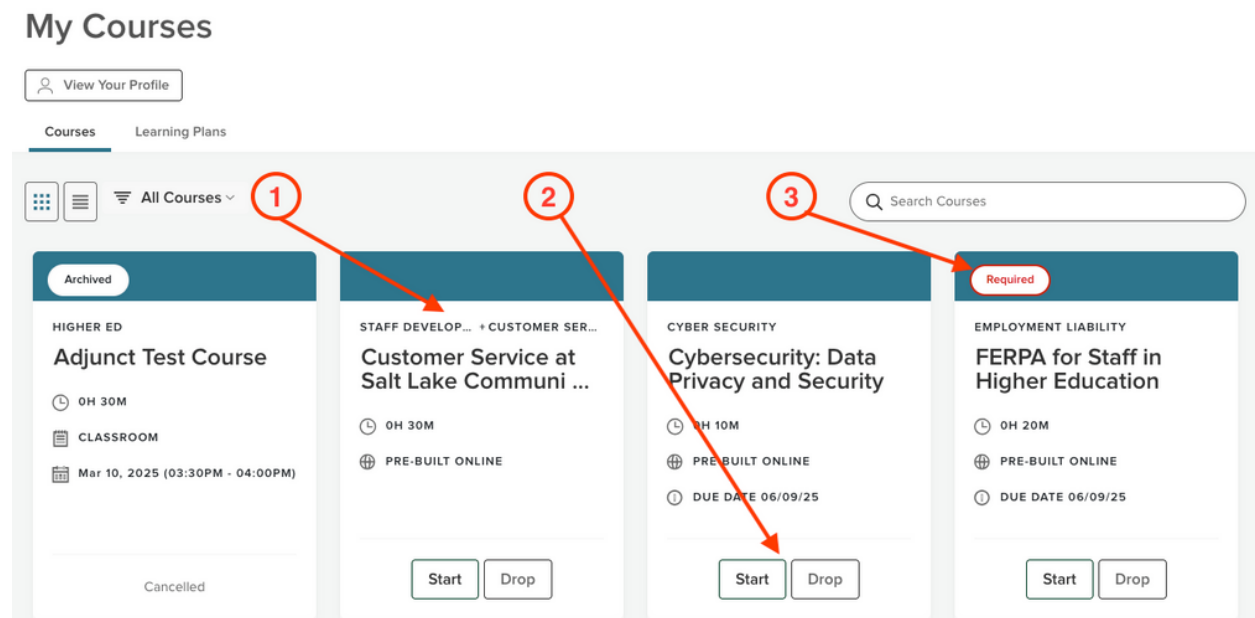 My Courses
View Your Profile
Courses Learning Plans
All Courses 1 2 3 Search Courses
Archived
HIGHER ED
Adjunct Test Course
0H 30M
CLASSROOM
Mar 10, 2025 (03:30PM - 04:00PM)
Cancelled
STAFF DEVELOP... + CUSTOMER SER...
Customer Service at
Salt Lake Communi ...
0H 30M
PRE-BUILT ONLINE
Start Drop
CYBER SECURITY
Cybersecurity: Data
Privacy and Security
0H 10M
PRE-BUILT ONLINE
DUE DATE 06/09/25
Start Drop
Required
EMPLOYMENT LIABILITY
FERPA for Staff in
Higher Education
0H 20M
PRE-BUILT ONLINE
DUE DATE 06/09/25
Start Drop